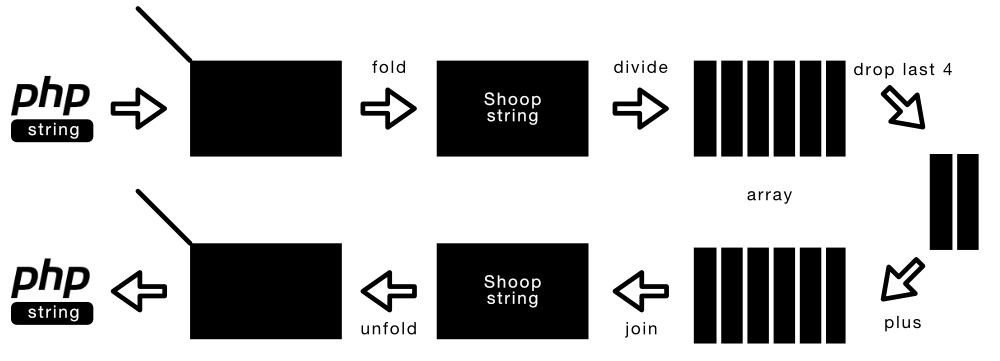 php
string
fold
Shoop
string
divide
drop last 4
array
plus
join
Shoop
string
unfold
php
string